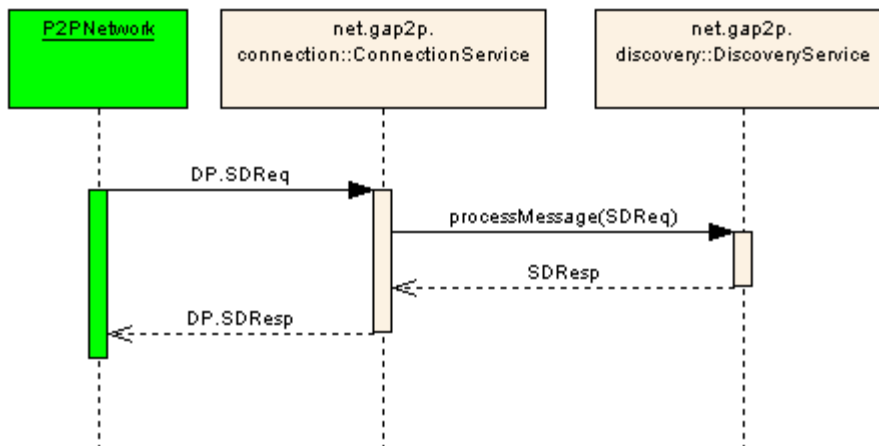 P2PNetwork
net.gap2p.
connection::ConnectionService
net.gap2p.
discovery::DiscoveryService
DP.SDReq
processMessage(SDReq)
SDResp
DP.SDResp